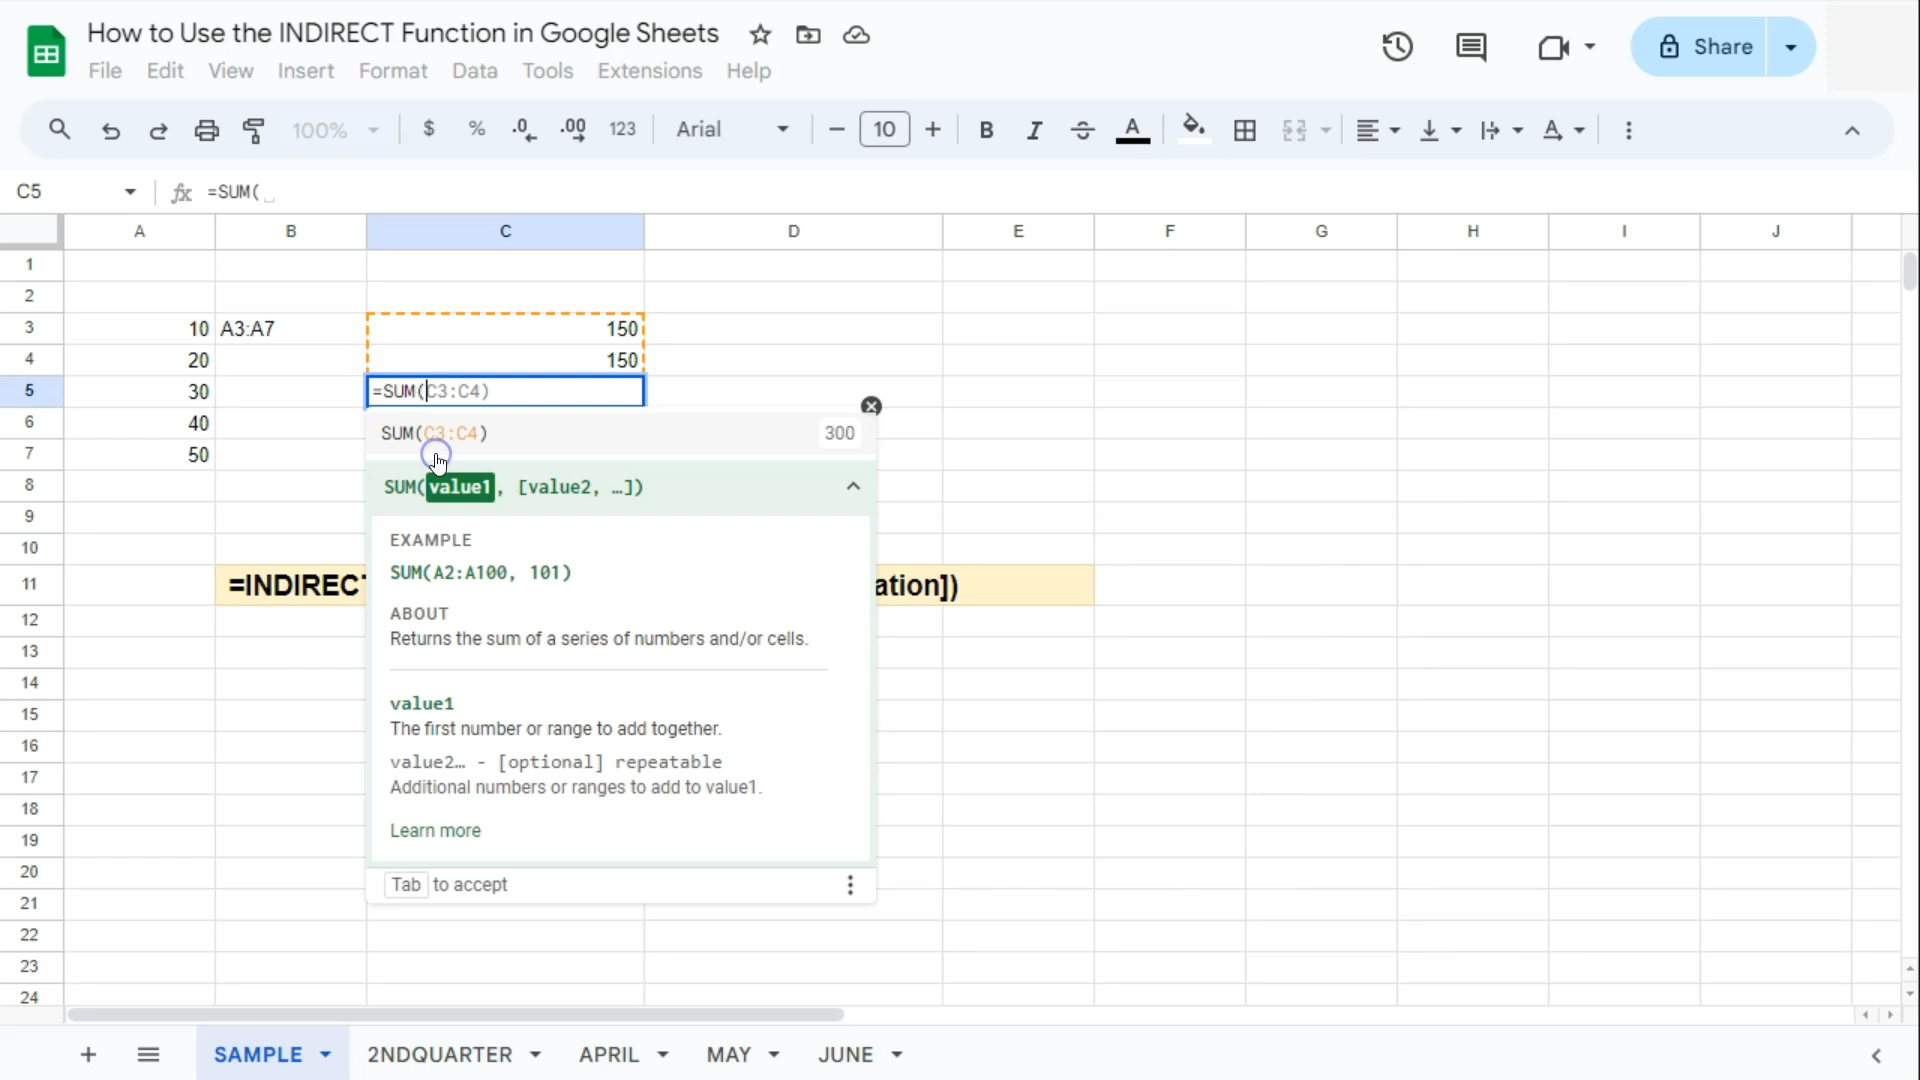 How to Use the INDIRECT Function in Google Sheets
File Edit View Insert Format Data Tools Extensions Help
Share
100% $ % .0 .00 123 Arial 10 B I A
C5 fx =SUM(
A B C D E F G H I J
1
2
3 10 A3:A7 150
4 20 150
5 30 =SUM(C3:C4)
6 40 SUM(C3:C4) 300
7 50
8 SUM(value1, [value2, …])
9
10 EXAMPLE
SUM(A2:A100, 101)
11 =INDIRECT ation])
12 ABOUT
Returns the sum of a series of numbers and/or cells.
13
14
15 value1
The first number or range to add together.
16 value2… - [optional] repeatable
17 Additional numbers or ranges to add to value1.
18
19 Learn more
20
21 Tab to accept
22
23
24
SAMPLE 2NDQUARTER APRIL MAY JUNE